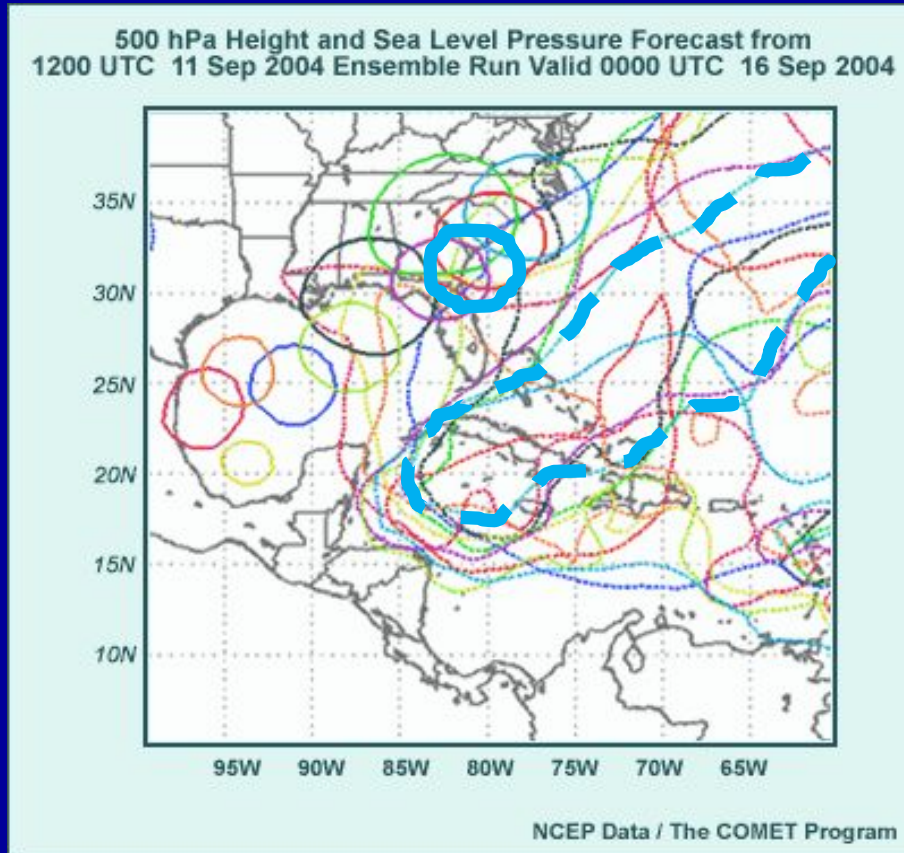 500 hPa Height and Sea Level Pressure Forecast from
1200 UTC 11 Sep 2004 Ensemble Run Valid 0000 UTC 16 Sep 2004
35N
30N
25N
20N
15N
10N
95W 90W 85W 80W 75W 70W 65W
NCEP Data / The COMET Program